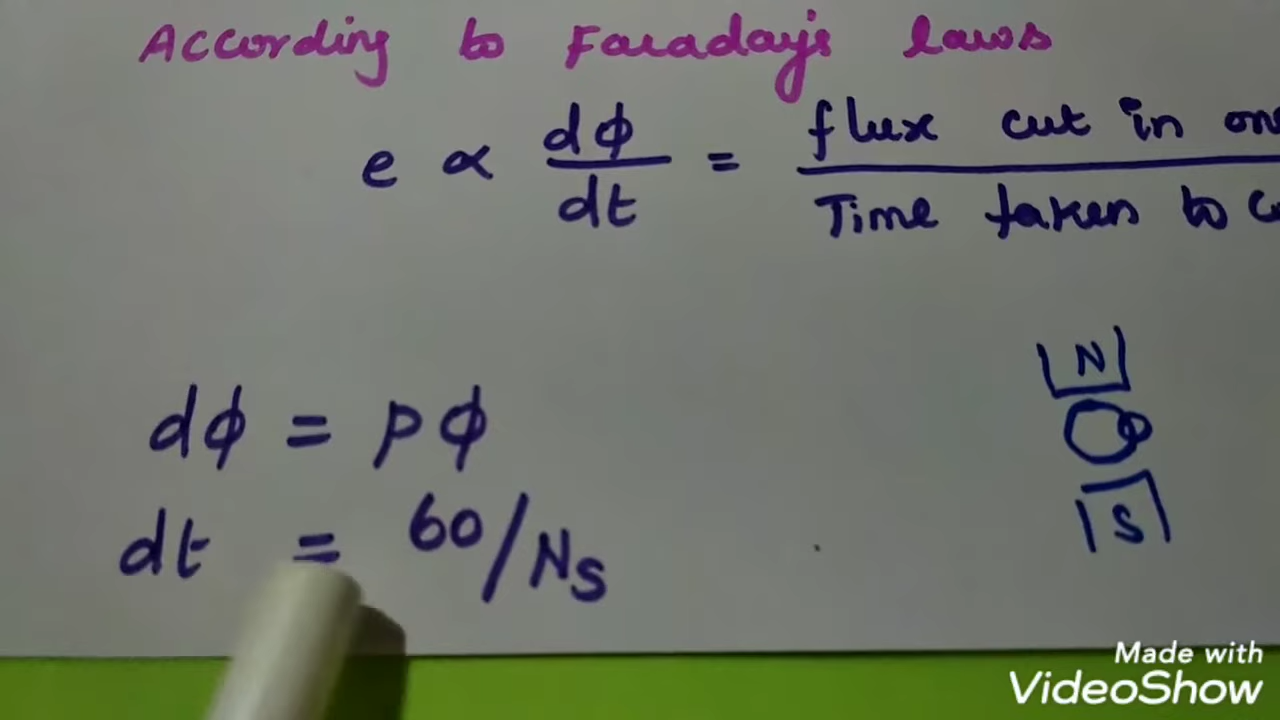 According to Faraday's laws
e ∝ dϕ/dt = flux cut in / Time taken to
N
dϕ = Pϕ
S
dt = 60/Ns
Made with
VideoShow